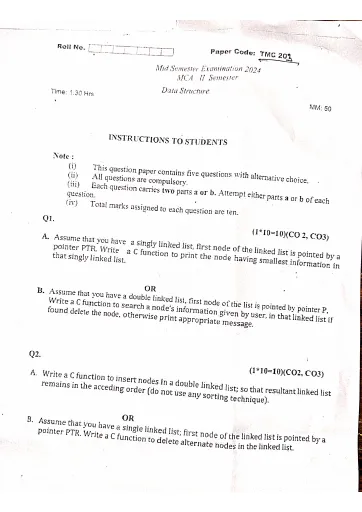 Roll No.
Paper Code: TMC 201
Mid Semester Examination 2024
MCA II Semester
Time: 1.30 Hrs
Data Structure
MM: 50
INSTRUCTIONS TO STUDENTS
Note :
(i) This question paper contains five questions with alternative choice.
(ii) All questions are compulsory.
(iii) Each question carries two parts a or b. Attempt either parts a or b of each
question.
(iv) Total marks assigned to each question are ten.
Q1.
(1*10=10)(CO 2, CO3)
A. Assume that you have a singly linked list, first node of the linked list is pointed by a
pointer PTR. Write a C function to print the node having smallest information in
that singly linked list.
OR
B. Assume that you have a double linked list, first node of the list is pointed by pointer P,
Write a C function to search a node's information given by user, in that linked list if
found delete the node, otherwise print appropriate message.
Q2.
(1*10=10)(CO2, CO3)
A. Write a C function to insert nodes in a double linked list; so that resultant linked list
remains in the acceding order (do not use any sorting technique).
OR
B. Assume that you have a single linked list; first node of the linked list is pointed by a
pointer PTR. Write a C function to delete alternate nodes in the linked list.